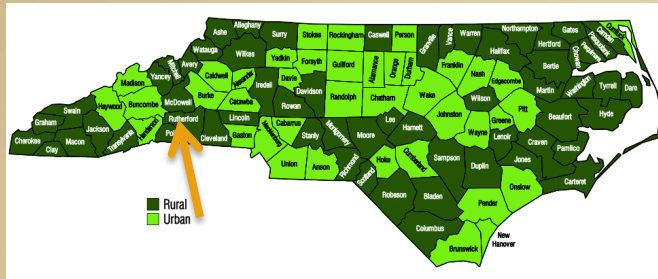 Ashe
Alleghany
Surry
Stokes
Rockingham
Caswell
Person
Granville
Vance
Warren
Northampton
Gates
Hertford
Halifax
Camden
Pasquotank
Perquimans
Chowan
Bertie
Watauga
Wilkes
Yadkin
Forsyth
Guilford
Alamance
Orange
Durham
Franklin
Nash
Edgecombe
Martin
Washington
Tyrrell
Dare
Mitchell
Avery
Yancey
Caldwell
Alexander
Iredell
Davie
Davidson
Randolph
Chatham
Wake
Wilson
Pitt
Beaufort
Hyde
Madison
Haywood
Buncombe
McDowell
Burke
Catawba
Rowan
Lee
Harnett
Johnston
Greene
Wayne
Lenoir
Craven
Pamlico
Swain
Graham
Jackson
Henderson
Rutherford
Lincoln
Cabarrus
Stanly
Montgomery
Moore
Cherokee
Clay
Macon
Transylvania
Cleveland
Gaston
Mecklenburg
Union
Anson
Richmond
Scotland
Hoke
Cumberland
Sampson
Duplin
Jones
Carteret
Onslow
Robeson
Bladen
Pender
Columbus
Brunswick
New
Hanover
Rural
Urban